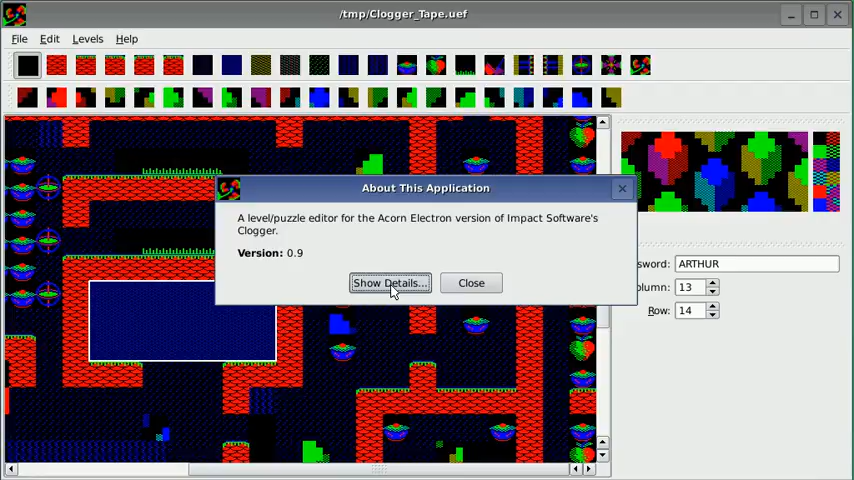 /tmp/Clogger_Tape.uef
File Edit Levels Help
About This Application
A level/puzzle editor for the Acorn Electron version of Impact Software's
Clogger.
Version: 0.9
Show Details... Close
sword: ARTHUR
olumn: 13
Row: 14